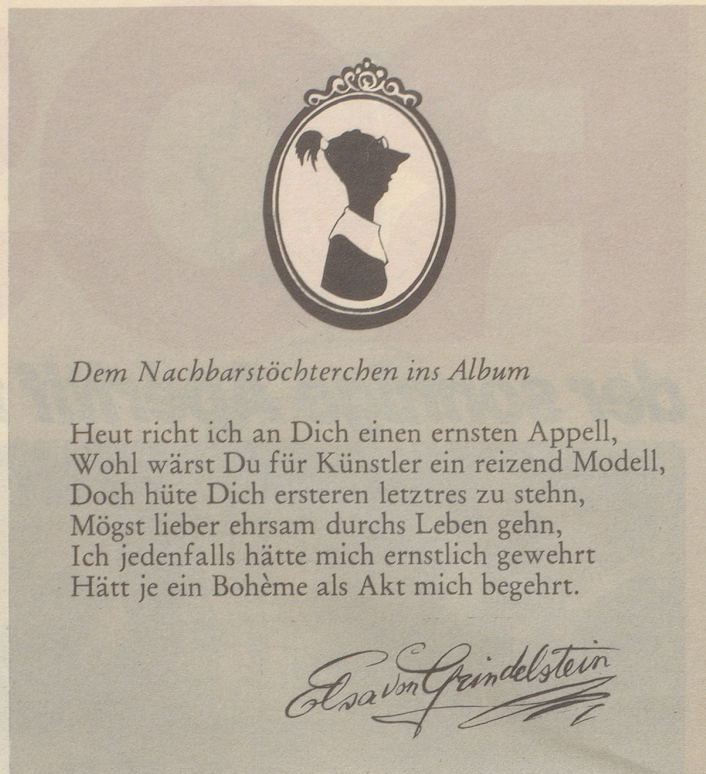 Dem Nachbarstöchterchen ins Album
Heut richt ich an Dich einen ernsten Appell,
Wohl wärst Du für Künstler ein reizend Modell,
Doch hüte Dich ersteren letztres zu stehn,
Mögst lieber ehrsam durchs Leben gehn,
Ich jedenfalls hätte mich ernstlich gewehrt
Hätt je ein Bohème als Akt mich begehrt.
Elsa von Grindelstein